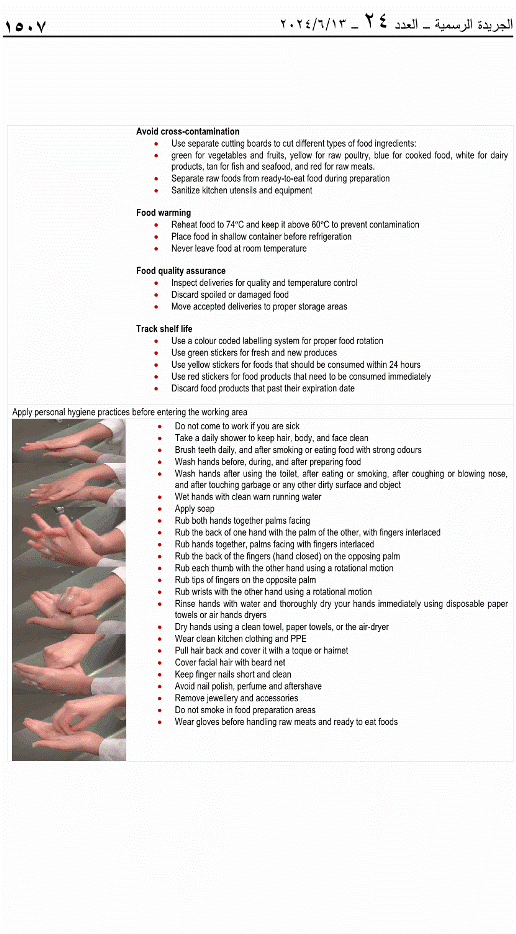 الجريدة الرسمية ــ العدد ٢٤ ــ ٢٠٢٤/٦/١٣
١٥٠٧
Avoid cross-contamination
• Use separate cutting boards to cut different types of food ingredients:
• green for vegetables and fruits, yellow for raw poultry, blue for cooked food, white for dairy
products, tan for fish and seafood, and red for raw meats.
• Separate raw foods from ready-to-eat food during preparation
• Sanitize kitchen utensils and equipment
Food warming
• Reheat food to 74°C and keep it above 60°C to prevent contamination
• Place food in shallow container before refrigeration
• Never leave food at room temperature
Food quality assurance
• Inspect deliveries for quality and temperature control
• Discard spoiled or damaged food
• Move accepted deliveries to proper storage areas
Track shelf life
• Use a colour coded labelling system for proper food rotation
• Use green stickers for fresh and new produces
• Use yellow stickers for foods that should be consumed within 24 hours
• Use red stickers for food products that need to be consumed immediately
• Discard food products that past their expiration date
Apply personal hygiene practices before entering the working area
• Do not come to work if you are sick
• Take a daily shower to keep hair, body, and face clean
• Brush teeth daily, and after smoking or eating food with strong odours
• Wash hands before, during, and after preparing food
• Wash hands after using the toilet, after eating or smoking, after coughing or blowing nose,
and after touching garbage or any other dirty surface and object
• Wet hands with clean warn running water
• Apply soap
• Rub both hands together palms facing
• Rub the back of one hand with the palm of the other, with fingers interlaced
• Rub hands together, palms facing with fingers interlaced
• Rub the back of the fingers (hand closed) on the opposing palm
• Rub each thumb with the other hand using a rotational motion
• Rub tips of fingers on the opposite palm
• Rub wrists with the other hand using a rotational motion
• Rinse hands with water and thoroughly dry your hands immediately using disposable paper
towels or air hands dryers
• Dry hands using a clean towel, paper towels, or the air-dryer
• Wear clean kitchen clothing and PPE
• Pull hair back and cover it with a toque or hairnet
• Cover facial hair with beard net
• Keep finger nails short and clean
• Avoid nail polish, perfume and aftershave
• Remove jewellery and accessories
• Do not smoke in food preparation areas
• Wear gloves before handling raw meats and ready to eat foods